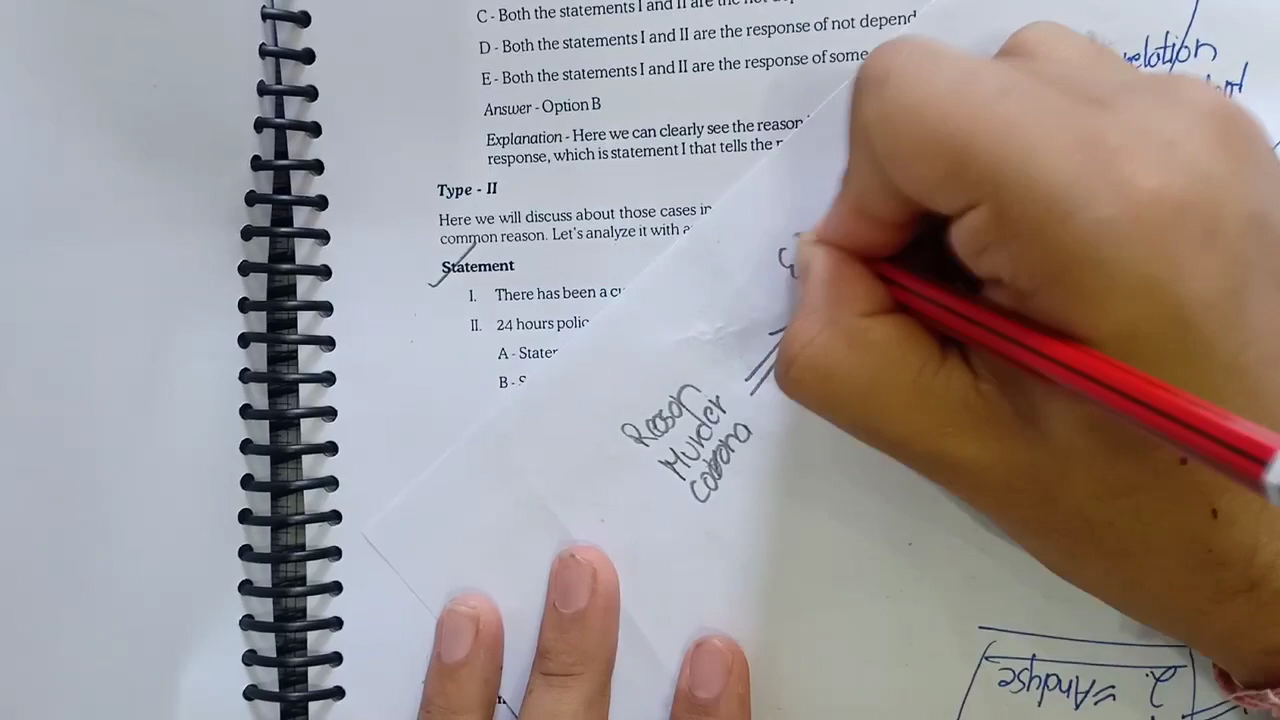 C - Both the statements I and II are the
D - Both the statements I and II are the response of not depend
E - Both the statements I and II are the response of some
Answer - Option B
Explanation - Here we can clearly see the reason
response, which is statement I that tells the
Type - II
Here we will discuss about those cases in
common reason. Let's analyze it with a
Statement
I. There has been a
II. 24 hours
A -
B -
Reason
Murder
corona
relation
2. =Analyse